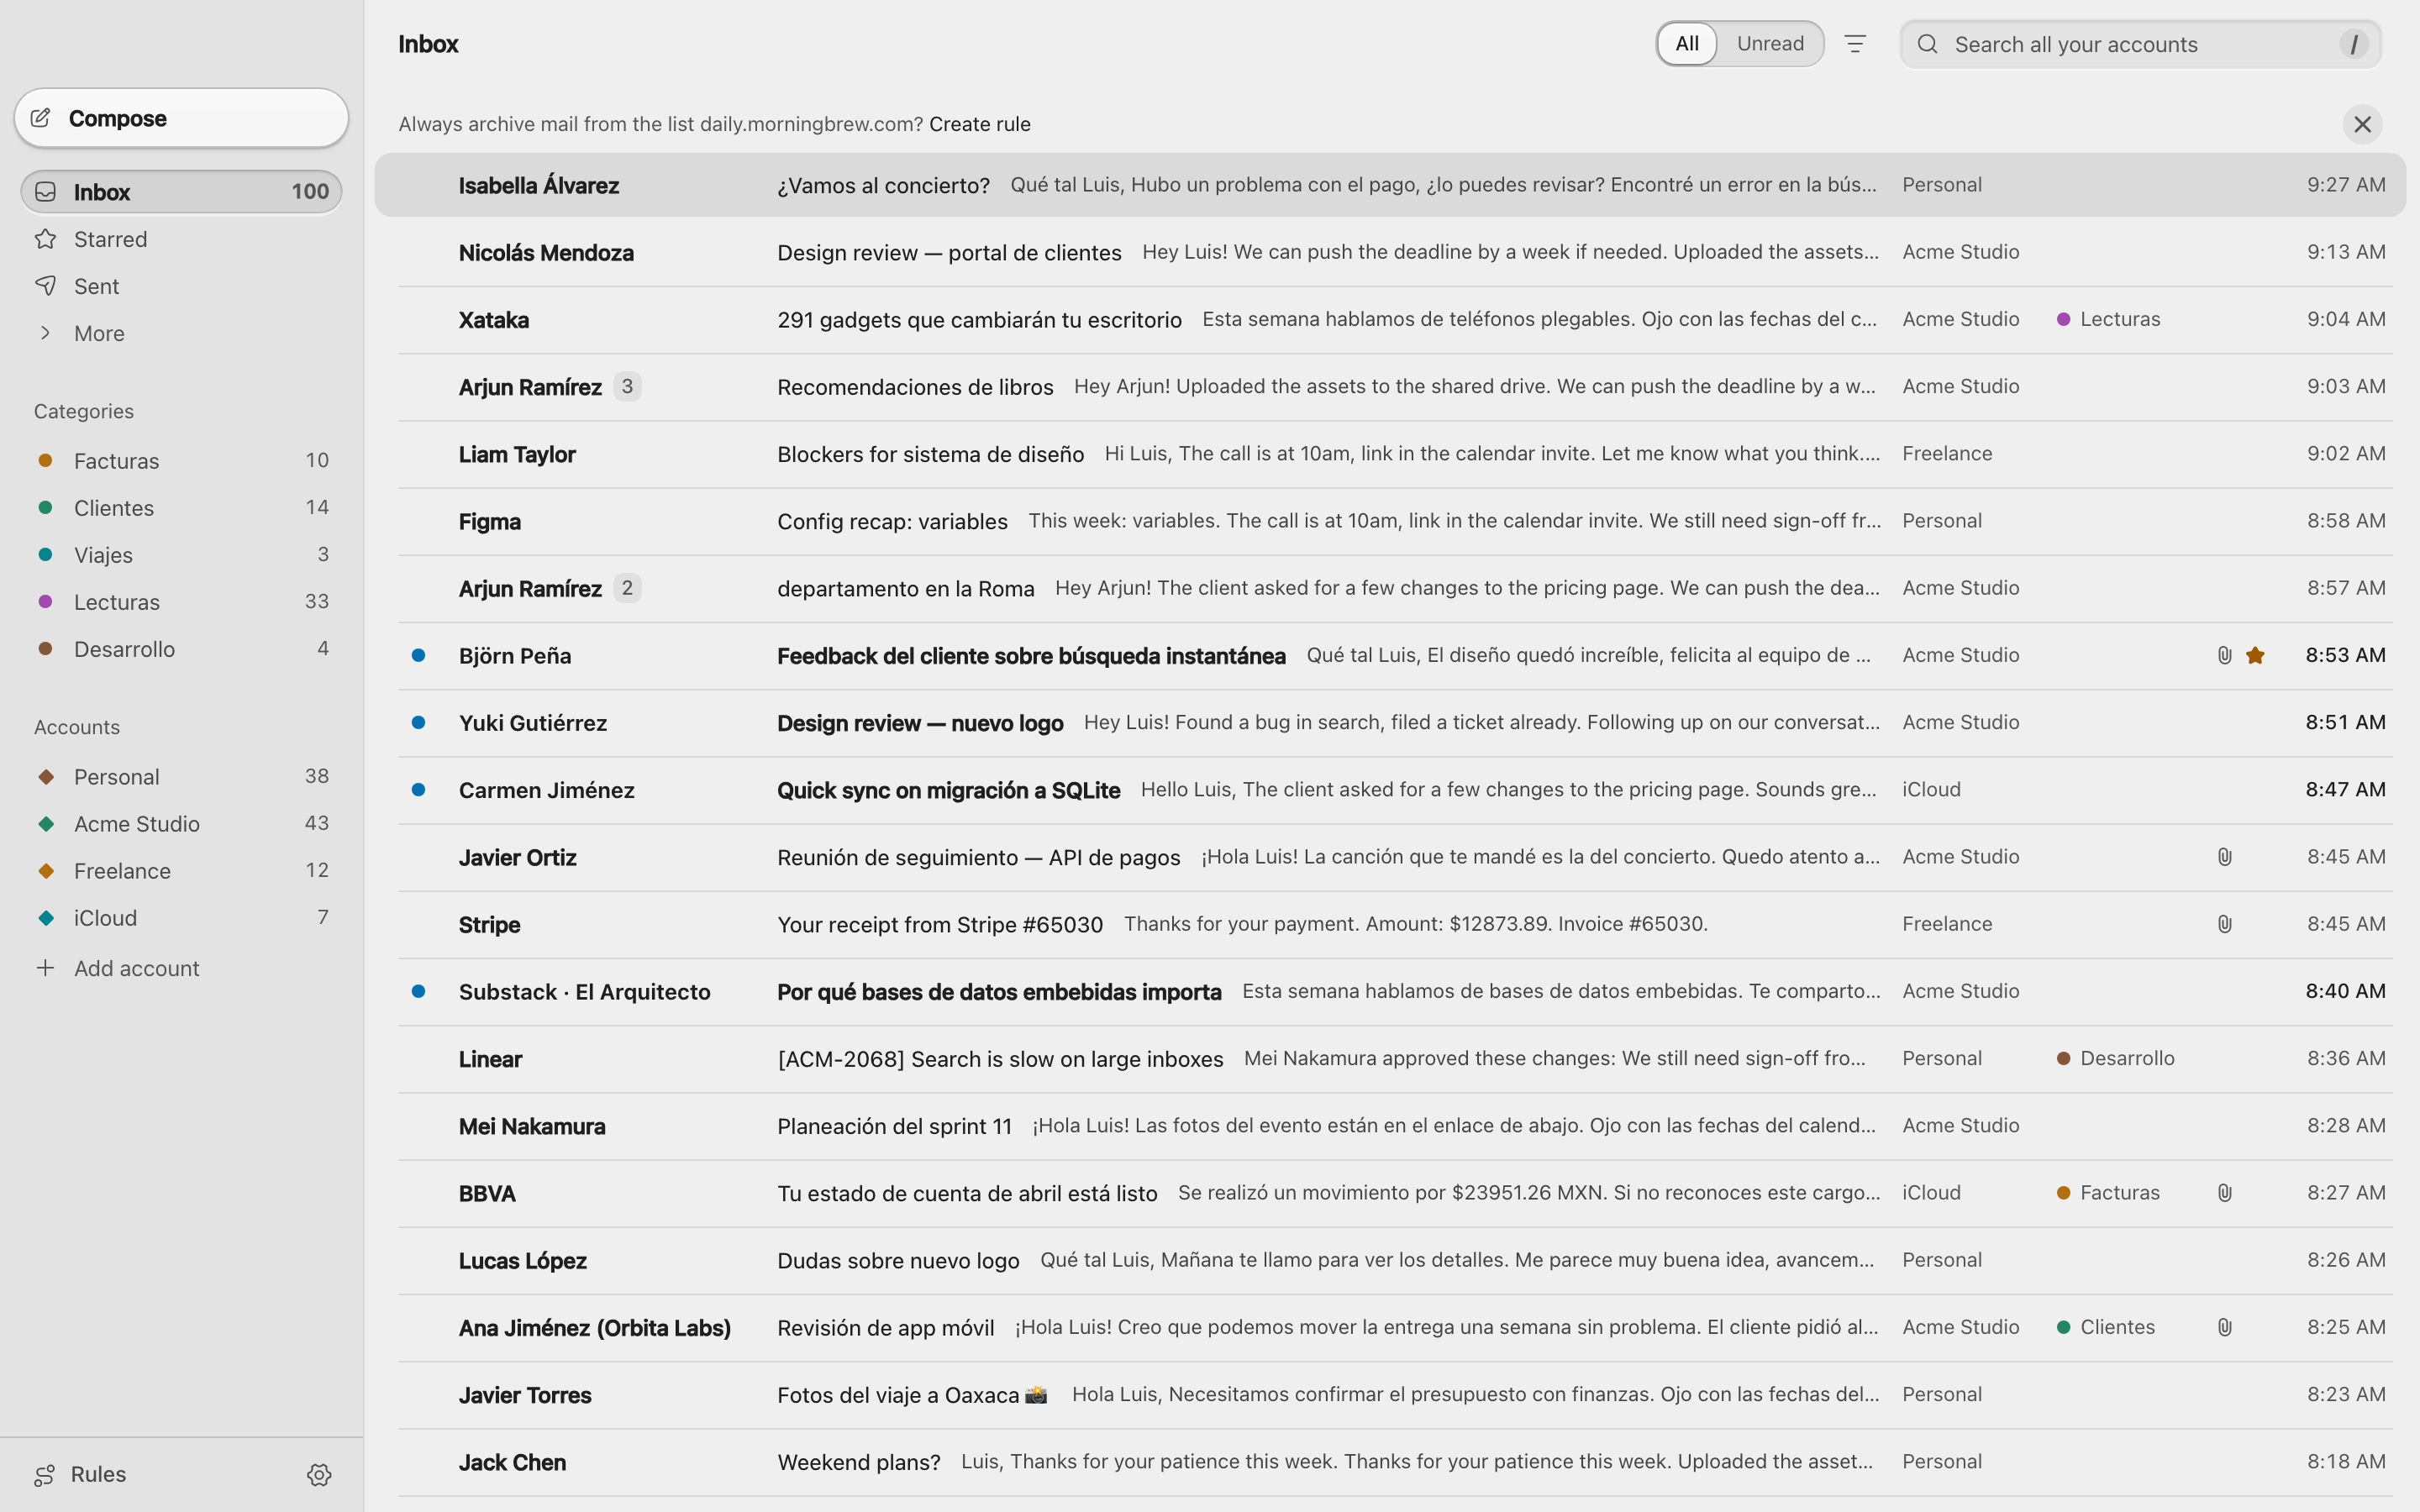 Inbox
All
Unread
Search all your accounts
/
Compose
Always archive mail from the list daily.morningbrew.com? Create rule
Inbox 100
Starred
Sent
More
Categories
Facturas 10
Clientes 14
Viajes 3
Lecturas 33
Desarrollo 4
Accounts
Personal 38
Acme Studio 43
Freelance 12
iCloud 7
Add account
Rules
Isabella Álvarez ¿Vamos al concierto? Qué tal Luis, Hubo un problema con el pago, ¿lo puedes revisar? Encontré un error en la bús... Personal 9:27 AM
Nicolás Mendoza Design review — portal de clientes Hey Luis! We can push the deadline by a week if needed. Uploaded the assets... Acme Studio 9:13 AM
Xataka 291 gadgets que cambiarán tu escritorio Esta semana hablamos de teléfonos plegables. Ojo con las fechas del c... Acme Studio Lecturas 9:04 AM
Arjun Ramírez 3 Recomendaciones de libros Hey Arjun! Uploaded the assets to the shared drive. We can push the deadline by a w... Acme Studio 9:03 AM
Liam Taylor Blockers for sistema de diseño Hi Luis, The call is at 10am, link in the calendar invite. Let me know what you think.... Freelance 9:02 AM
Figma Config recap: variables This week: variables. The call is at 10am, link in the calendar invite. We still need sign-off fr... Personal 8:58 AM
Arjun Ramírez 2 departamento en la Roma Hey Arjun! The client asked for a few changes to the pricing page. We can push the dea... Acme Studio 8:57 AM
Björn Peña Feedback del cliente sobre búsqueda instantánea Qué tal Luis, El diseño quedó increíble, felicita al equipo de ... Acme Studio 8:53 AM
Yuki Gutiérrez Design review — nuevo logo Hey Luis! Found a bug in search, filed a ticket already. Following up on our conversat... Acme Studio 8:51 AM
Carmen Jiménez Quick sync on migración a SQLite Hello Luis, The client asked for a few changes to the pricing page. Sounds gre... iCloud 8:47 AM
Javier Ortiz Reunión de seguimiento — API de pagos ¡Hola Luis! La canción que te mandé es la del concierto. Quedo atento a... Acme Studio 8:45 AM
Stripe Your receipt from Stripe #65030 Thanks for your payment. Amount: $12873.89. Invoice #65030. Freelance 8:45 AM
Substack · El Arquitecto Por qué bases de datos embebidas importa Esta semana hablamos de bases de datos embebidas. Te comparto... Acme Studio 8:40 AM
Linear [ACM-2068] Search is slow on large inboxes Mei Nakamura approved these changes: We still need sign-off fro... Personal Desarrollo 8:36 AM
Mei Nakamura Planeación del sprint 11 ¡Hola Luis! Las fotos del evento están en el enlace de abajo. Ojo con las fechas del calend... Acme Studio 8:28 AM
BBVA Tu estado de cuenta de abril está listo Se realizó un movimiento por $23951.26 MXN. Si no reconoces este cargo... iCloud Facturas 8:27 AM
Lucas López Dudas sobre nuevo logo Qué tal Luis, Mañana te llamo para ver los detalles. Me parece muy buena idea, avancem... Personal 8:26 AM
Ana Jiménez (Orbita Labs) Revisión de app móvil ¡Hola Luis! Creo que podemos mover la entrega una semana sin problema. El cliente pidió al... Acme Studio Clientes 8:25 AM
Javier Torres Fotos del viaje a Oaxaca 📸 Hola Luis, Necesitamos confirmar el presupuesto con finanzas. Ojo con las fechas del... Personal 8:23 AM
Jack Chen Weekend plans? Luis, Thanks for your patience this week. Thanks for your patience this week. Uploaded the asset... Personal 8:18 AM